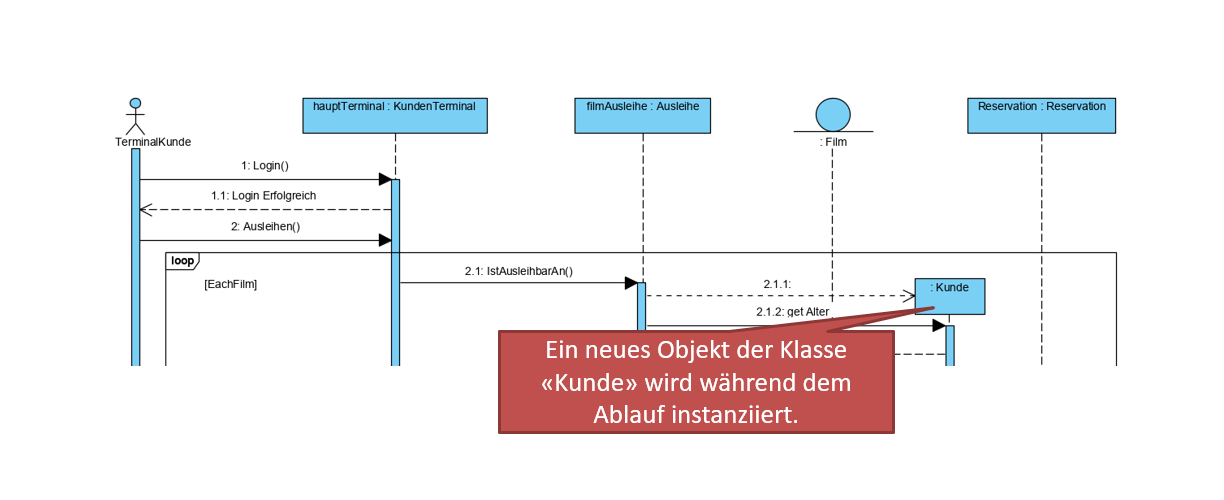 hauptTerminal : KundenTerminal
filmAusleihe : Ausleihe
Reservation : Reservation
TerminalKunde
: Film
1: Login()
1.1: Login Erfolgreich
2: Ausleihen()
loop
[EachFilm]
2.1: IstAusleihbarAn()
2.1.1:
: Kunde
2.1.2: get Alter
Ein neues Objekt der Klasse
«Kunde» wird während dem
Ablauf instanziiert.